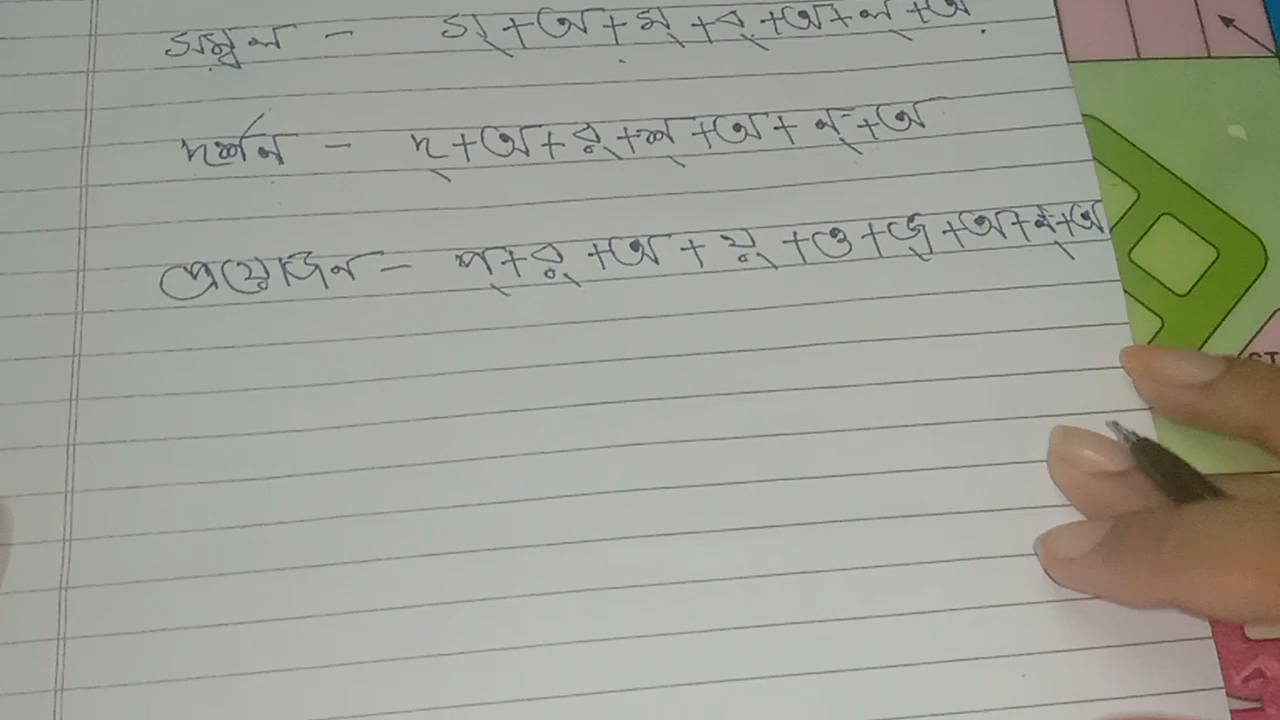 সম্বল - স্+অ+ম্+ব্+অ+ল্+অ
দর্শন - দ্+অ+র্+শ্+অ+ন্+অ
প্রয়োজন - প্+র্+অ+য়্+ও+জ্+অ+ন্+অ